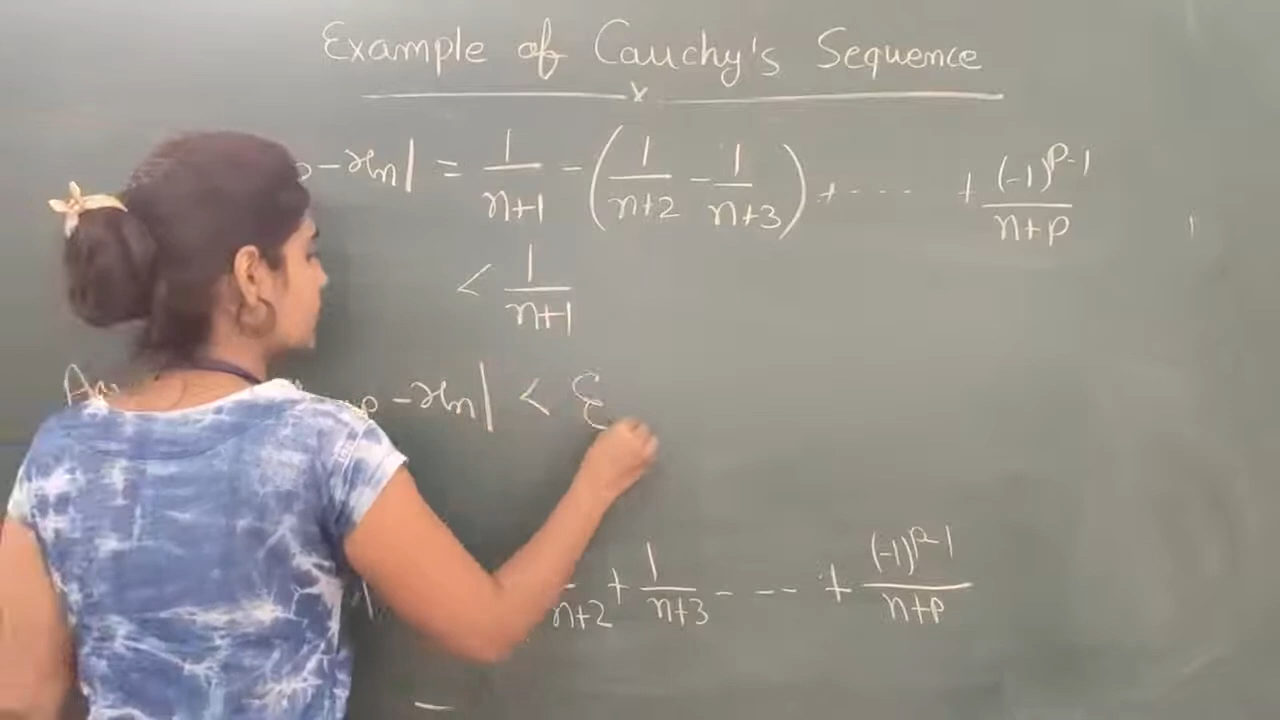 Example of Cauchy's Sequence
p - xn| = 1/n+1 - (1/n+2 - 1/n+3) + ---- + (-1)^p-1/n+p
< 1/n+1
- xn| < ε
n+2 + 1/n+3 - --- + (-1)^p-1/n+p